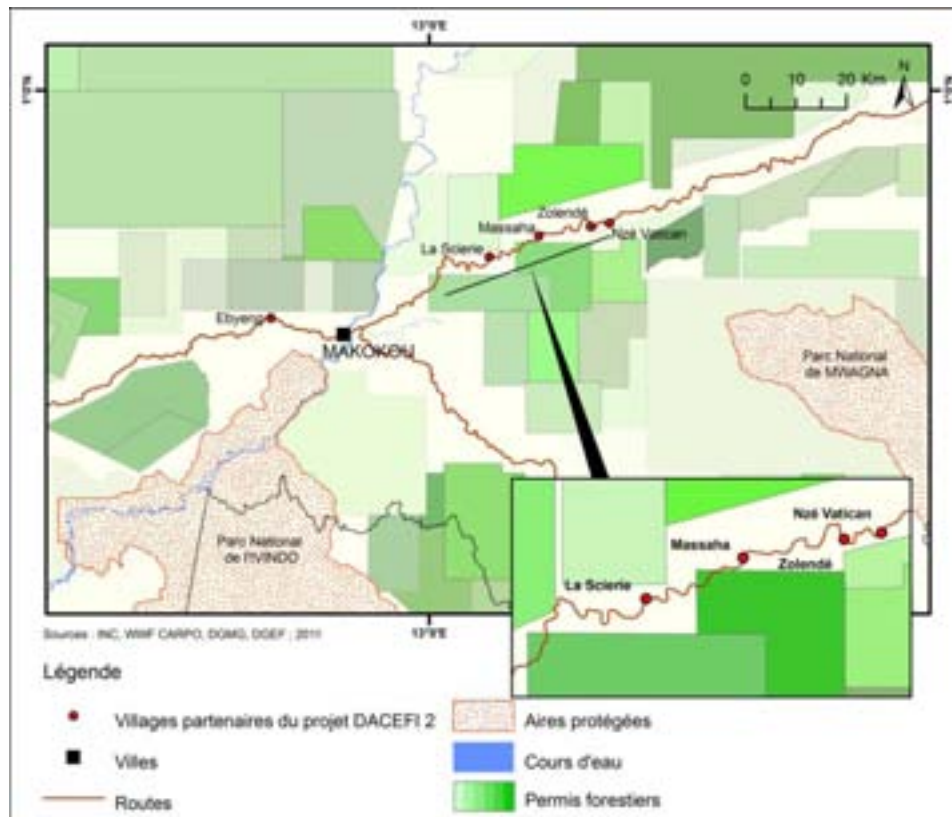 13°0'E
N
0 10 20 Km
Zolendé
Massaha
Nzé Vatican
La Scierie
Ebyeng
MAKOKOU
Parc National
de MWAGNA
Parc National
de l'IVINDO
Nzé Vatican
Massaha
Zolendé
La Scierie
Sources : INC, WWF CARPO, DGMG, DGEF ; 2011
13°0'E
Légende
Villages partenaires du projet DACEFI 2
Villes
Routes
Aires protégées
Cours d'eau
Permis forestiers